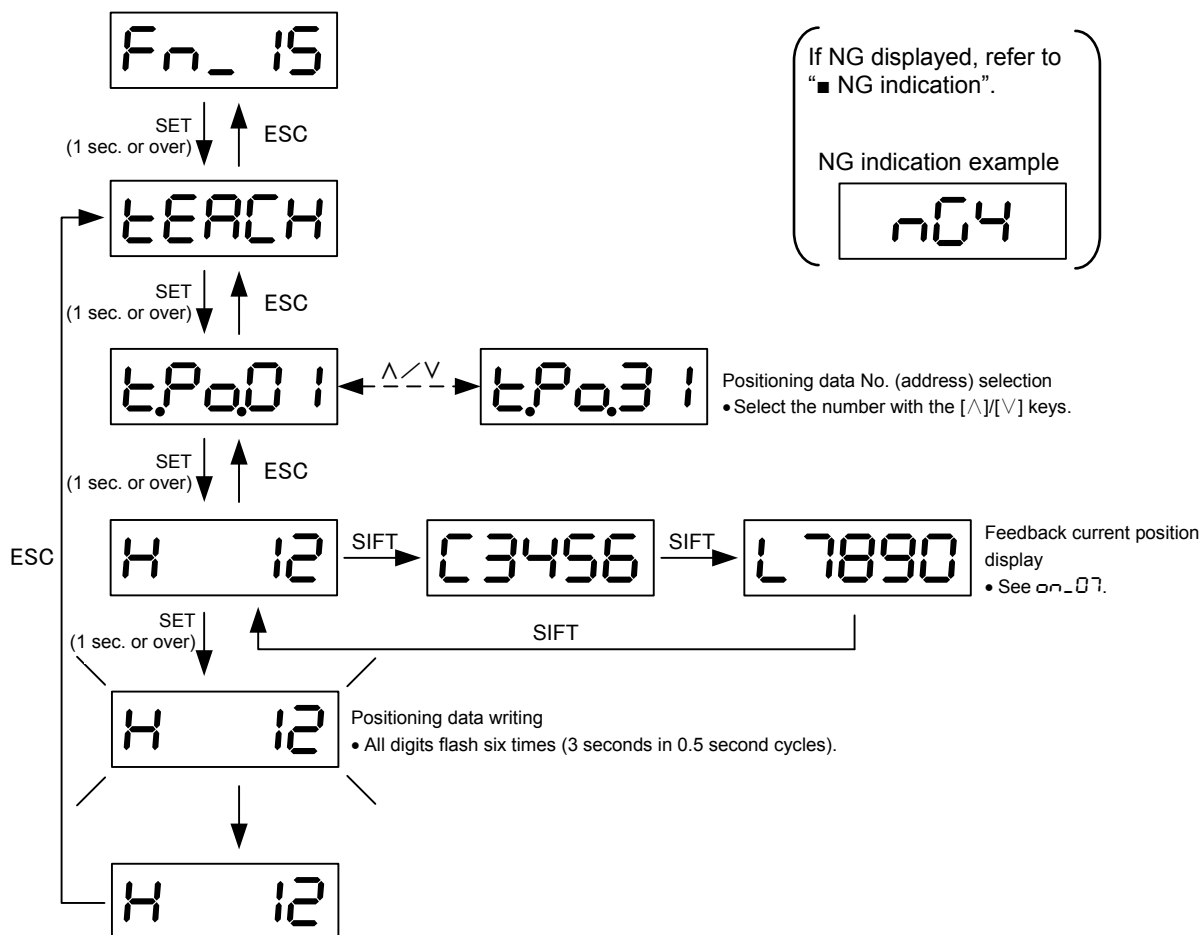 Fn_ 15
If NG displayed, refer to
“■ NG indication”.
SET
(1 sec. or over)
ESC
NG indication example
tEACH
nG4
SET
(1 sec. or over)
ESC
t.Po.01
∧/∨
t.Po.31
Positioning data No. (address) selection
• Select the number with the [∧]/[∨] keys.
SET
(1 sec. or over)
ESC
H 12
SIFT
C3456
SIFT
L 7890
Feedback current position
display
• See on_07.
ESC
SET
(1 sec. or over)
SIFT
H 12
Positioning data writing
• All digits flash six times (3 seconds in 0.5 second cycles).
H 12